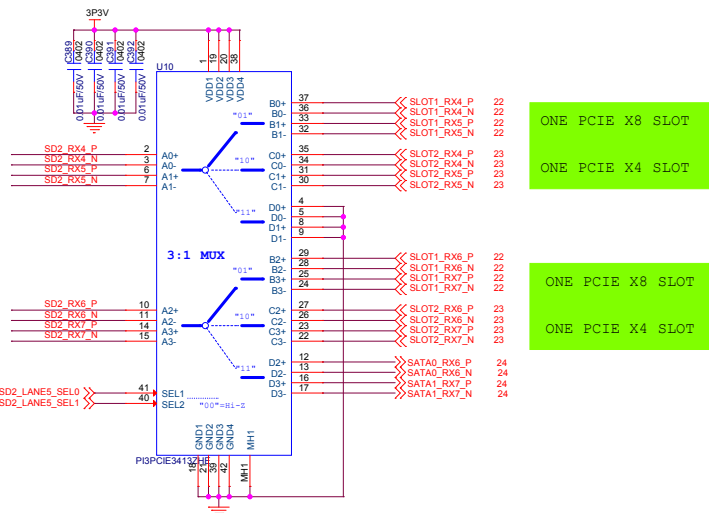 3P3V
C389
0402
0.01uF/50V
C390
0402
0.01uF/50V
C391
0402
0.01uF/50V
C392
0402
0.01uF/50V
U10
1
19
20
38
VDD1
VDD2
VDD3
VDD4
SD2_RX4_P 2 A0+
SD2_RX4_N 3 A0-
SD2_RX5_P 6 A1+
SD2_RX5_N 7 A1-
"01"
"10"
"11"
B0+ 37 SLOT1_RX4_P 22
B0- 36 SLOT1_RX4_N 22
B1+ 33 SLOT1_RX5_P 22
B1- 32 SLOT1_RX5_N 22
C0+ 35 SLOT2_RX4_P 23
C0- 34 SLOT2_RX4_N 23
C1+ 31 SLOT2_RX5_P 23
C1- 30 SLOT2_RX5_N 23
D0+ 4
D0- 5
D1+ 8
D1- 9
ONE PCIE X8 SLOT
ONE PCIE X4 SLOT
3:1 MUX
SD2_RX6_P 10 A2+
SD2_RX6_N 11 A2-
SD2_RX7_P 14 A3+
SD2_RX7_N 15 A3-
"01"
"10"
"11"
B2+ 29 SLOT1_RX6_P 22
B2- 28 SLOT1_RX6_N 22
B3+ 25 SLOT1_RX7_P 22
B3- 24 SLOT1_RX7_N 22
C2+ 27 SLOT2_RX6_P 23
C2- 26 SLOT2_RX6_N 23
C3+ 23 SLOT2_RX7_P 23
C3- 22 SLOT2_RX7_N 23
D2+ 12 SATA0_RX6_P 24
D2- 13 SATA0_RX6_N 24
D3+ 16 SATA1_RX7_P 24
D3- 17 SATA1_RX7_N 24
ONE PCIE X8 SLOT
ONE PCIE X4 SLOT
SD2_LANE5_SEL0 41 SEL1
SD2_LANE5_SEL1 40 SEL2
"00"=Hi-Z
GND1
GND2
GND3
GND4
MH1
PI3PCIE3413ZHE
18
21
39
42
MH1